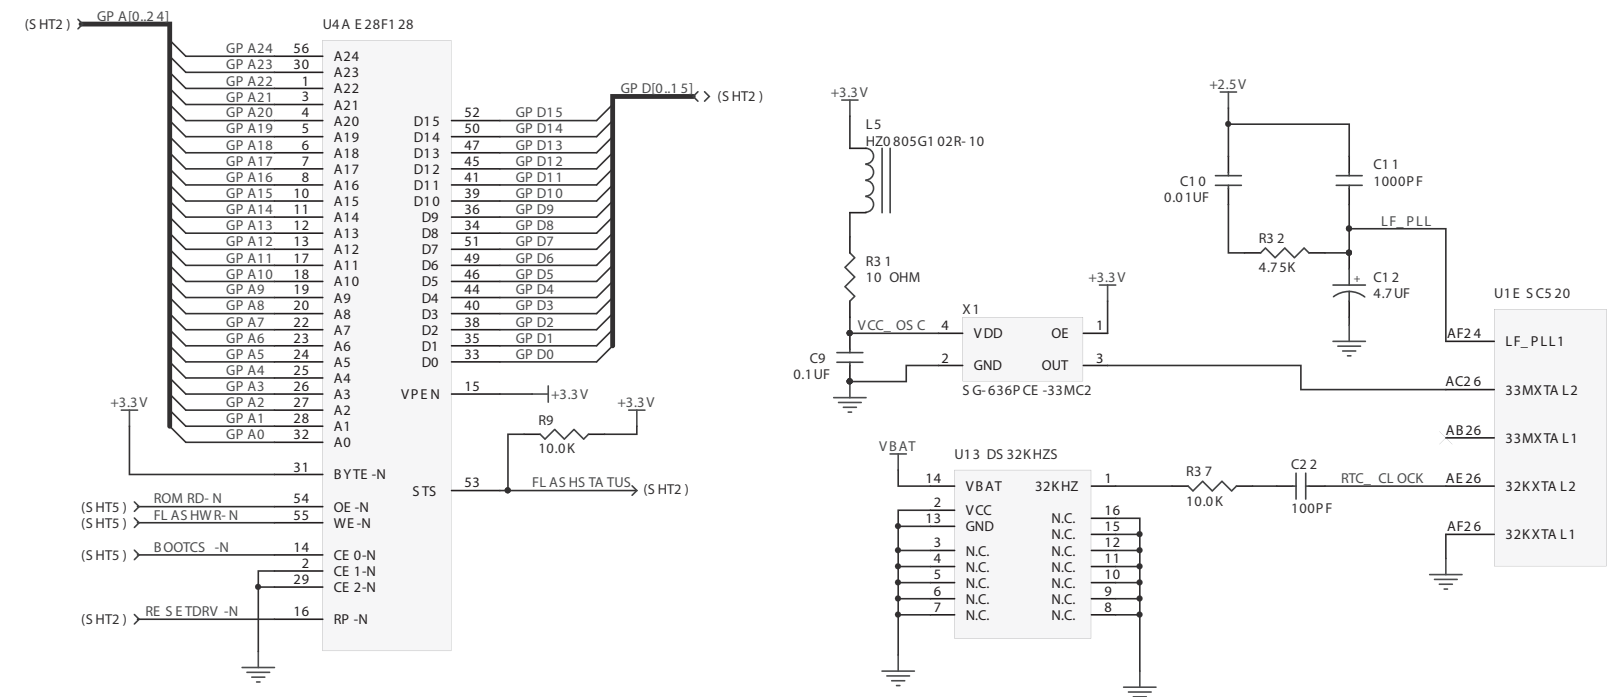 (SHT2) GPA[0..24]
U4A E28F128
GPA24 56 A24
GPA23 30 A23
GPA22 1 A22
GPA21 3 A21
GPA20 4 A20
GPA19 5 A19
GPA18 6 A18
GPA17 7 A17
GPA16 8 A16
GPA15 10 A15
GPA14 11 A14
GPA13 12 A13
GPA12 13 A12
GPA11 17 A11
GPA10 18 A10
GPA9 19 A9
GPA8 20 A8
GPA7 22 A7
GPA6 23 A6
GPA5 24 A5
GPA4 25 A4
GPA3 26 A3
GPA2 27 A2
GPA1 28 A1
GPA0 32 A0
+3.3V
31 BYTE-N
(SHT5) ROMRD-N 54 OE-N
(SHT5) FLASHWR-N 55 WE-N
(SHT5) BOOTCS-N 14 CE0-N
2 CE1-N
29 CE2-N
(SHT2) RESETDRV-N 16 RP-N
GPD[0..15] (SHT2)
D15 52 GPD15
D14 50 GPD14
D13 47 GPD13
D12 45 GPD12
D11 41 GPD11
D10 39 GPD10
D9 36 GPD9
D8 34 GPD8
D7 51 GPD7
D6 49 GPD6
D5 46 GPD5
D4 44 GPD4
D3 40 GPD3
D2 38 GPD2
D1 35 GPD1
D0 33 GPD0
VPEN 15 +3.3V
R9
10.0K
+3.3V
STS 53 FLASHSTATUS (SHT2)
+3.3V
L5
HZ0805G102R-10
R31
10 OHM
C9
0.1UF
VCC_OSC
X1
4 VDD OE 1
2 GND OUT 3
SG-636PCE-33MC2
+3.3V
+2.5V
C10
0.01UF
C11
1000PF
R32
4.75K
LF_PLL
+
C12
4.7UF
U1E SC520
AF24 LF_PLL1
AC26 33MXTAL2
AB26 33MXTAL1
AE26 32KXTAL2
AF26 32KXTAL1
VBAT
U13 DS32KHZS
14 VBAT 32KHZ 1
2 VCC
13 GND
3 N.C.
4 N.C.
5 N.C.
6 N.C.
7 N.C.
N.C. 16
N.C. 15
N.C. 12
N.C. 11
N.C. 10
N.C. 9
N.C. 8
R37
10.0K
C22
100PF
RTC_CLOCK